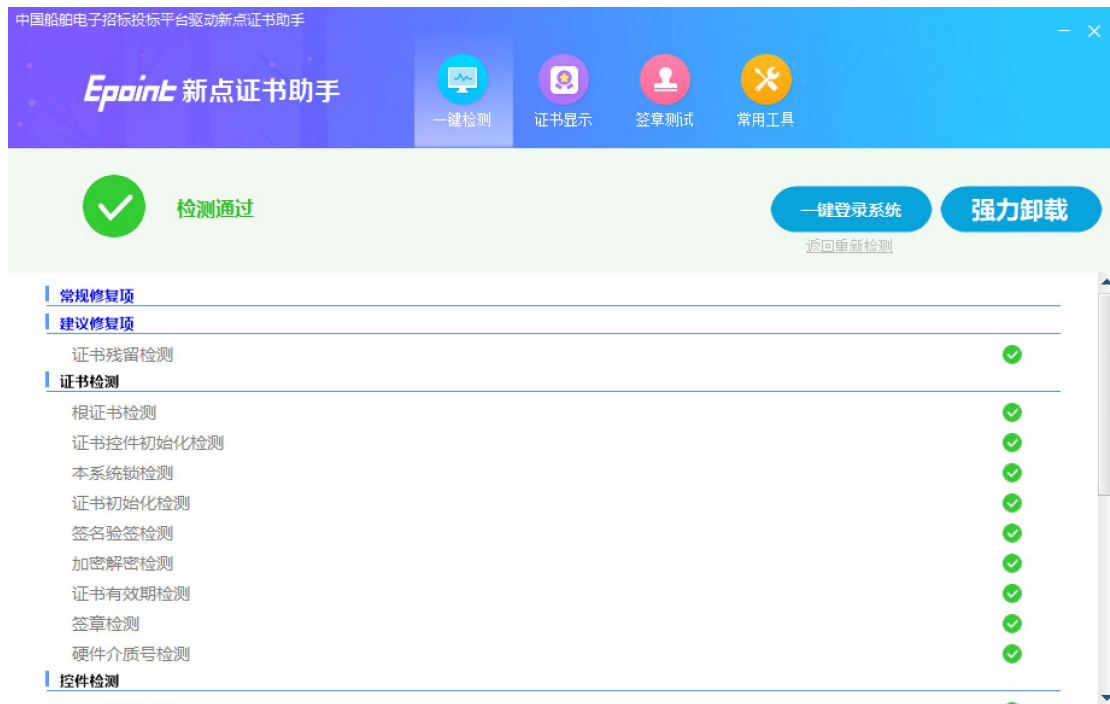 中国船舶电子招标投标平台驱动新点证书助手
Epoint 新点证书助手
一键检测
证书显示
签章测试
常用工具
检测通过
一键登录系统
强力卸载
返回重新检测
常规修复项
建议修复项
证书残留检测
证书检测
根证书检测
证书控件初始化检测
本系统锁检测
证书初始化检测
签名验签检测
加密解密检测
证书有效期检测
签章检测
硬件介质号检测
控件检测